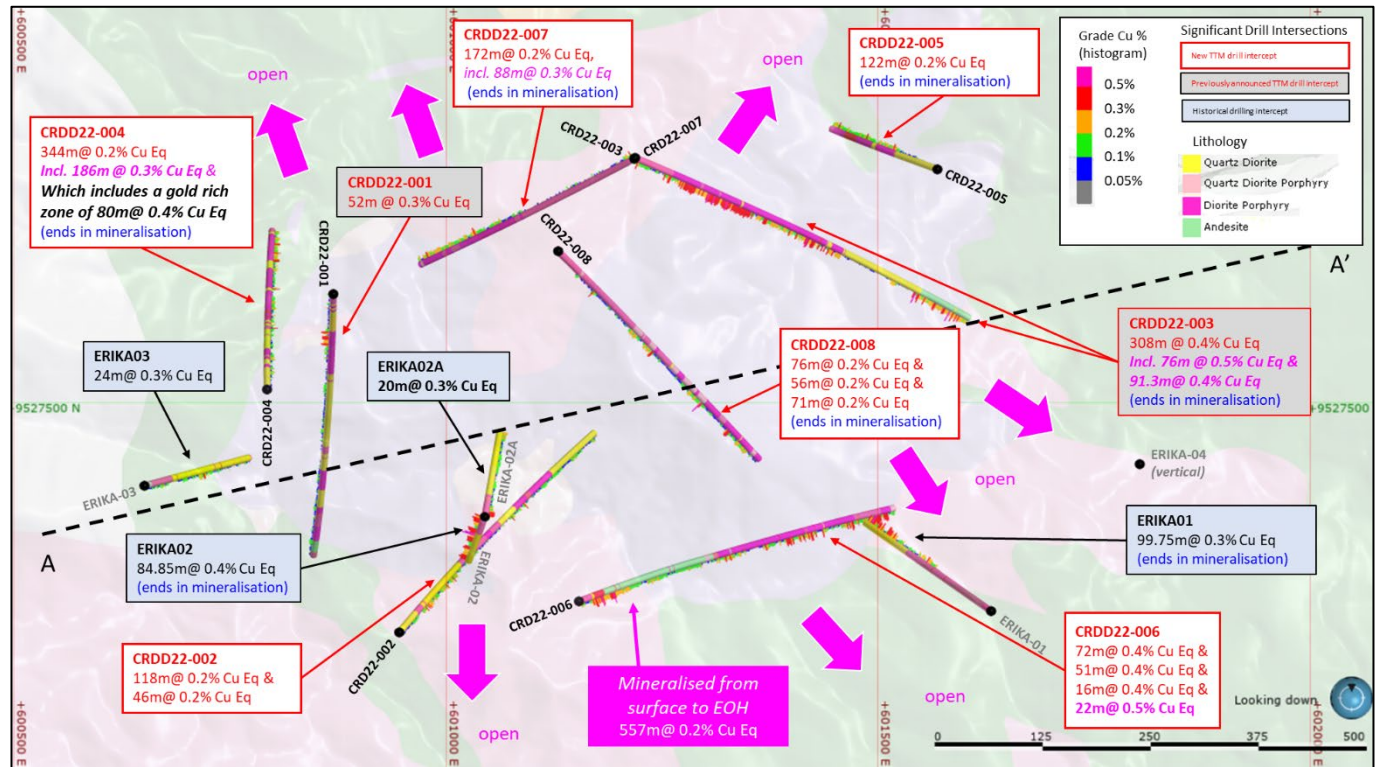 +600500 E
+601000 E
open
CRDD22-007
172m@ 0.2% Cu Eq,
incl. 88m@ 0.3% Cu Eq
(ends in mineralisation)
open
CRDD22-005
122m@ 0.2% Cu Eq
(ends in mineralisation)
Grade Cu %
(histogram)
0.5%
0.3%
0.2%
0.1%
0.05%
Significant Drill Intersections
New TTM drill intercept
Previously announced TTM drill intercept
Historical drilling intercept
Lithology
Quartz Diorite
Quartz Diorite Porphyry
Diorite Porphyry
Andesite
CRDD22-004
344m@ 0.2% Cu Eq
Incl. 186m @ 0.3% Cu Eq &
Which includes a gold rich
zone of 80m@ 0.4% Cu Eq
(ends in mineralisation)
CRDD22-001
52m @ 0.3% Cu Eq
CRD22-003
CRD22-007
CRD22-005
CRD22-008
CRD22-001
A'
ERIKA03
24m@ 0.3% Cu Eq
ERIKA02A
20m@ 0.3% Cu Eq
CRDD22-008
76m@ 0.2% Cu Eq &
56m@ 0.2% Cu Eq &
71m@ 0.2% Cu Eq
(ends in mineralisation)
CRDD22-003
308m @ 0.4% Cu Eq
Incl. 76m @ 0.5% Cu Eq &
91.3m@ 0.4% Cu Eq
(ends in mineralisation)
+9527500 N
+9527500
CRD22-004
ERIKA-03
ERIKA-02A
ERIKA-04
(vertical)
open
A
ERIKA02
84.85m@ 0.4% Cu Eq
(ends in mineralisation)
ERIKA-02
ERIKA01
99.75m@ 0.3% Cu Eq
(ends in mineralisation)
CRD22-006
CRD22-002
ERIKA-01
CRDD22-002
118m@ 0.2% Cu Eq &
46m@ 0.2% Cu Eq
Mineralised from
surface to EOH
557m@ 0.2% Cu Eq
CRDD22-006
72m@ 0.4% Cu Eq &
51m@ 0.4% Cu Eq &
16m@ 0.4% Cu Eq &
22m@ 0.5% Cu Eq
open
open
Looking down
0 125 250 375 500
+600500 E
+601000 E
+601500 E
+602000 E